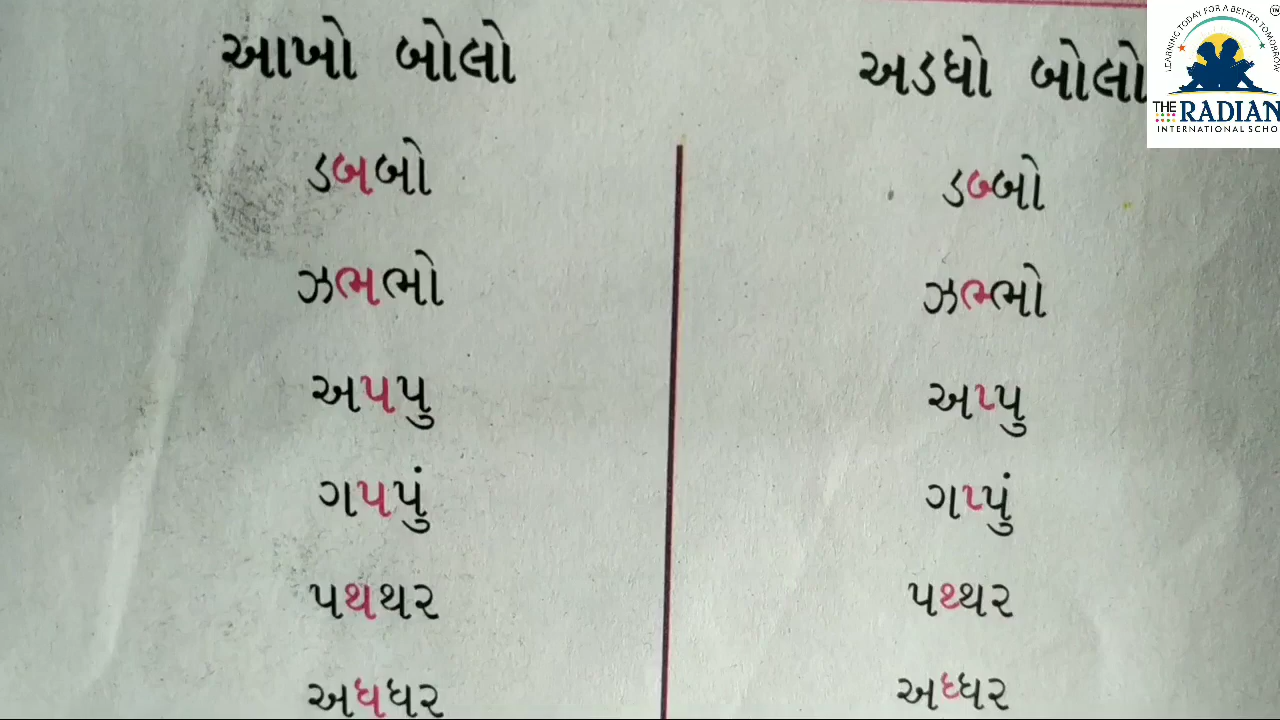 આખો બોલો
ડબબો
ઝભભો
અપપુ
ગપપું
પથથર
અધધર
અડધો બોલો
ડબ્બો
ઝભ્ભો
અપ્પુ
ગપ્પું
પથ્થર
અધ્ધર
LEARNING TODAY FOR A BETTER TOMORROW
THE RADIAN
INTERNATIONAL SCHO